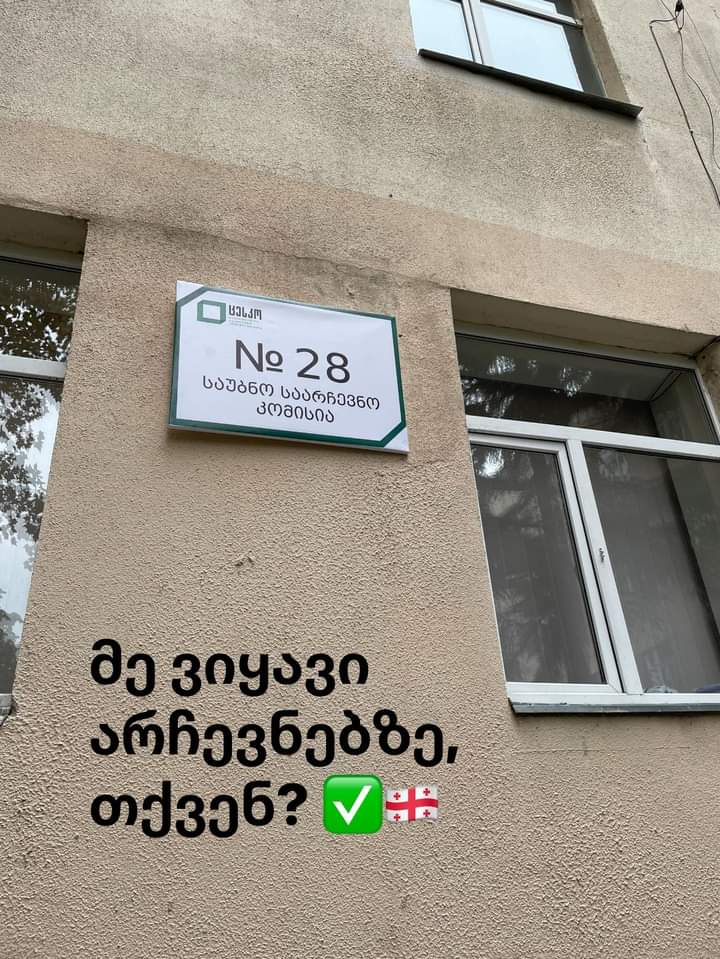 ცესკო
№ 28
საუბნო საარჩევნო
კომისია
მე ვიყავი
არჩევნებზე,
თქვენ? ✅🇬🇪